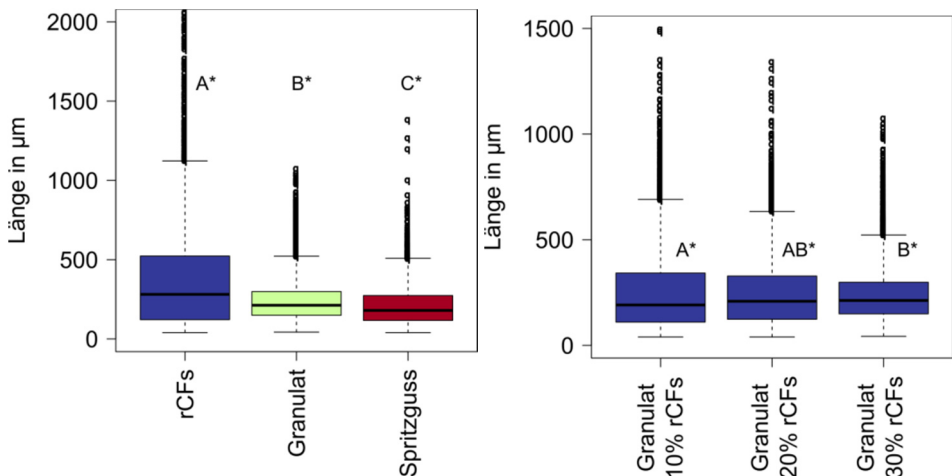 Länge in µm
2000
1500
1000
500
0
A*
B*
C*
rCFs
Granulat
Spritzguss
Länge in µm
1500
1000
500
0
A*
AB*
B*
Granulat
10% rCFs
Granulat
20% rCFs
Granulat
30% rCFs